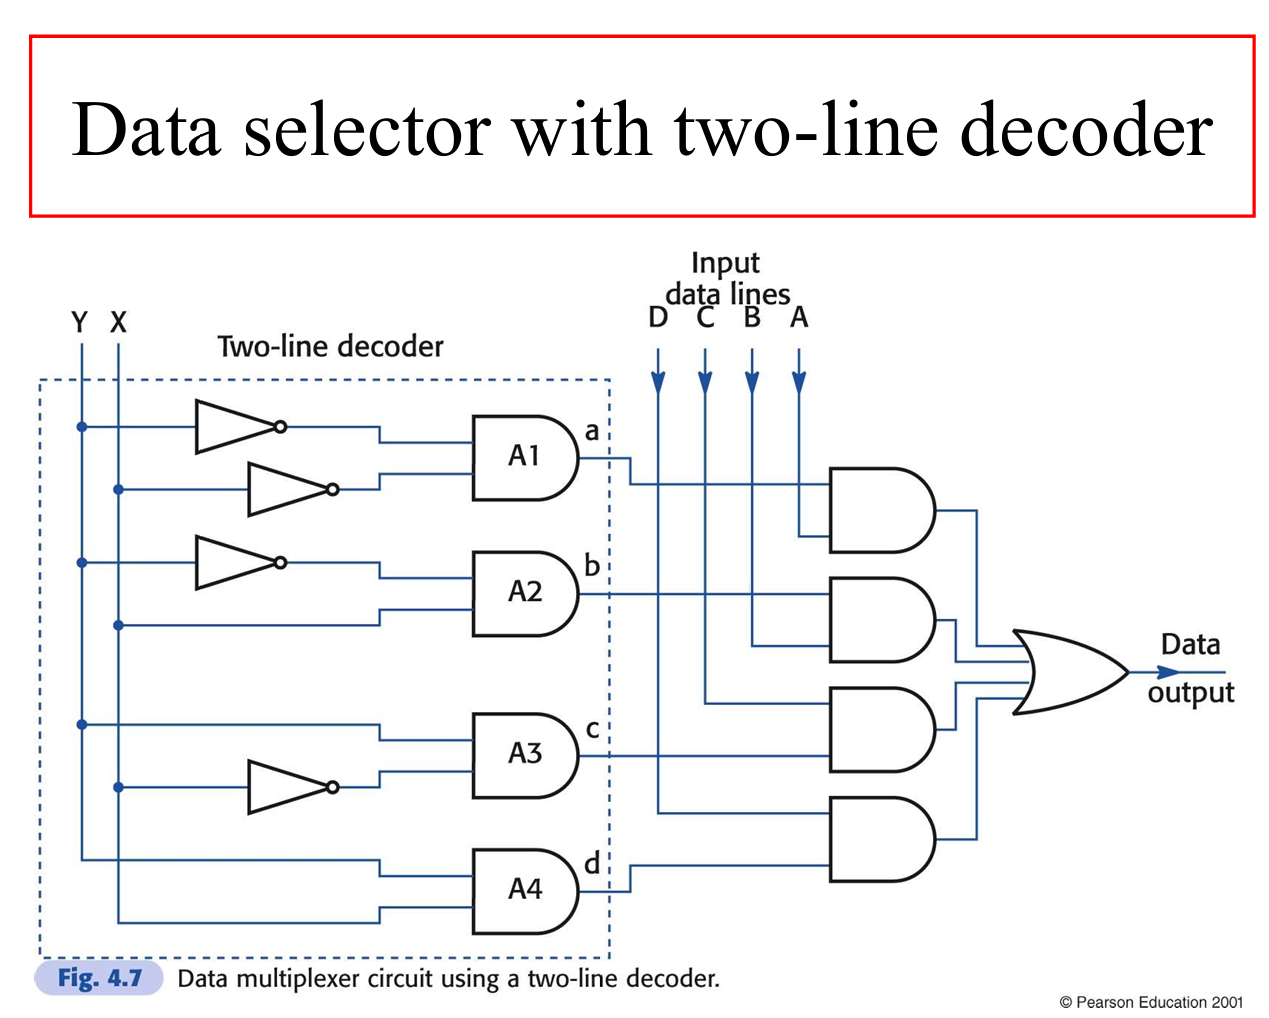 Data selector with two-line decoder
Input
data lines
D C B A
Y X
Two-line decoder
a
A1
b
A2
c
A3
d
A4
Data
output
Fig. 4.7 Data multiplexer circuit using a two-line decoder.
© Pearson Education 2001